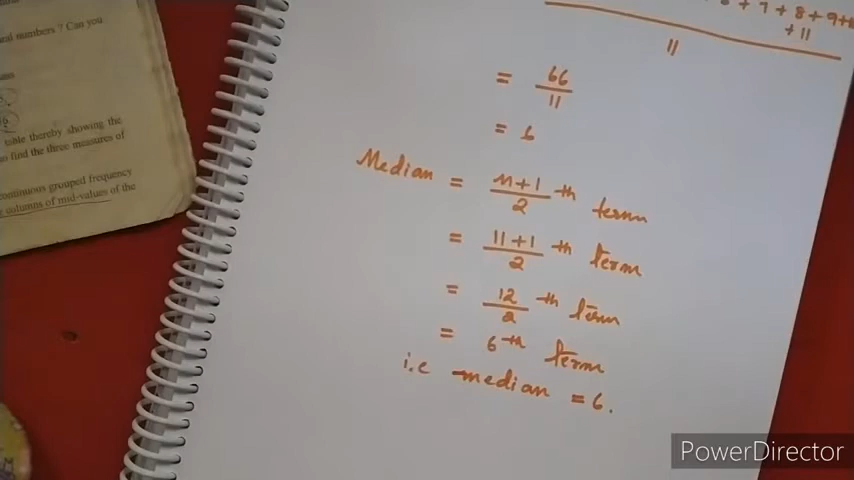 eal numbers ? Can you
table thereby showing the
o find the three measures of
continuous grouped frequency
columns of mid-values of the
+ 7 + 8 + 9 +
+ 11
11
= 66/11
= 6
Median = n+1/2 th term
= 11+1/2 th term
= 12/2 th term
= 6th term
i.e median = 6.
PowerDirector